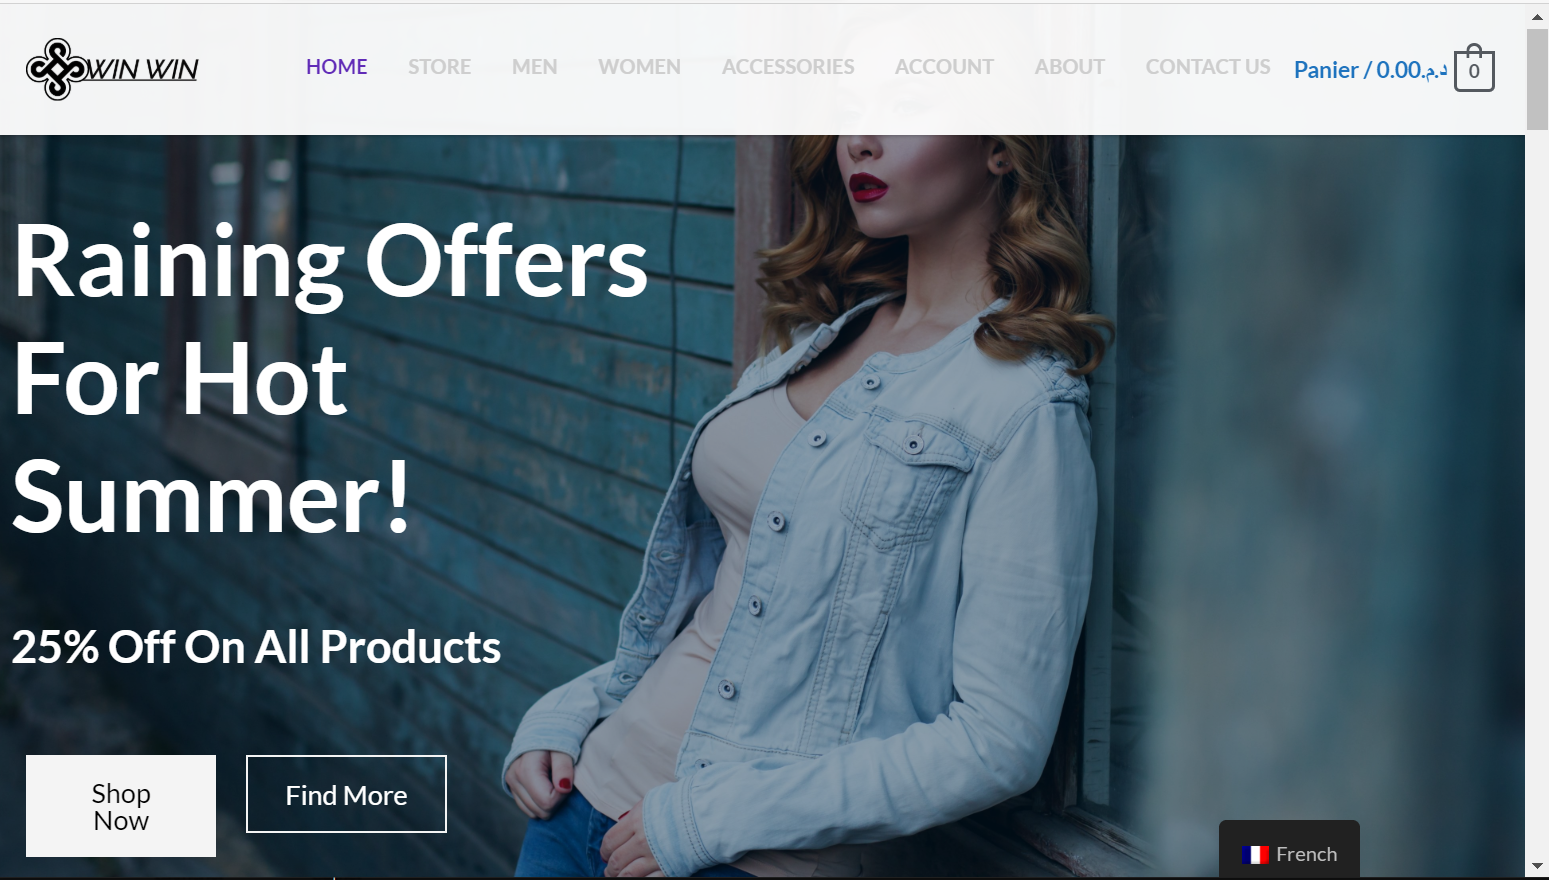 WIN WIN
HOME STORE MEN WOMEN ACCESSORIES ACCOUNT ABOUT CONTACT US Panier / 0.00د.م. 0
Raining Offers
For Hot
Summer!
25% Off On All Products
Shop
Now
Find More
French